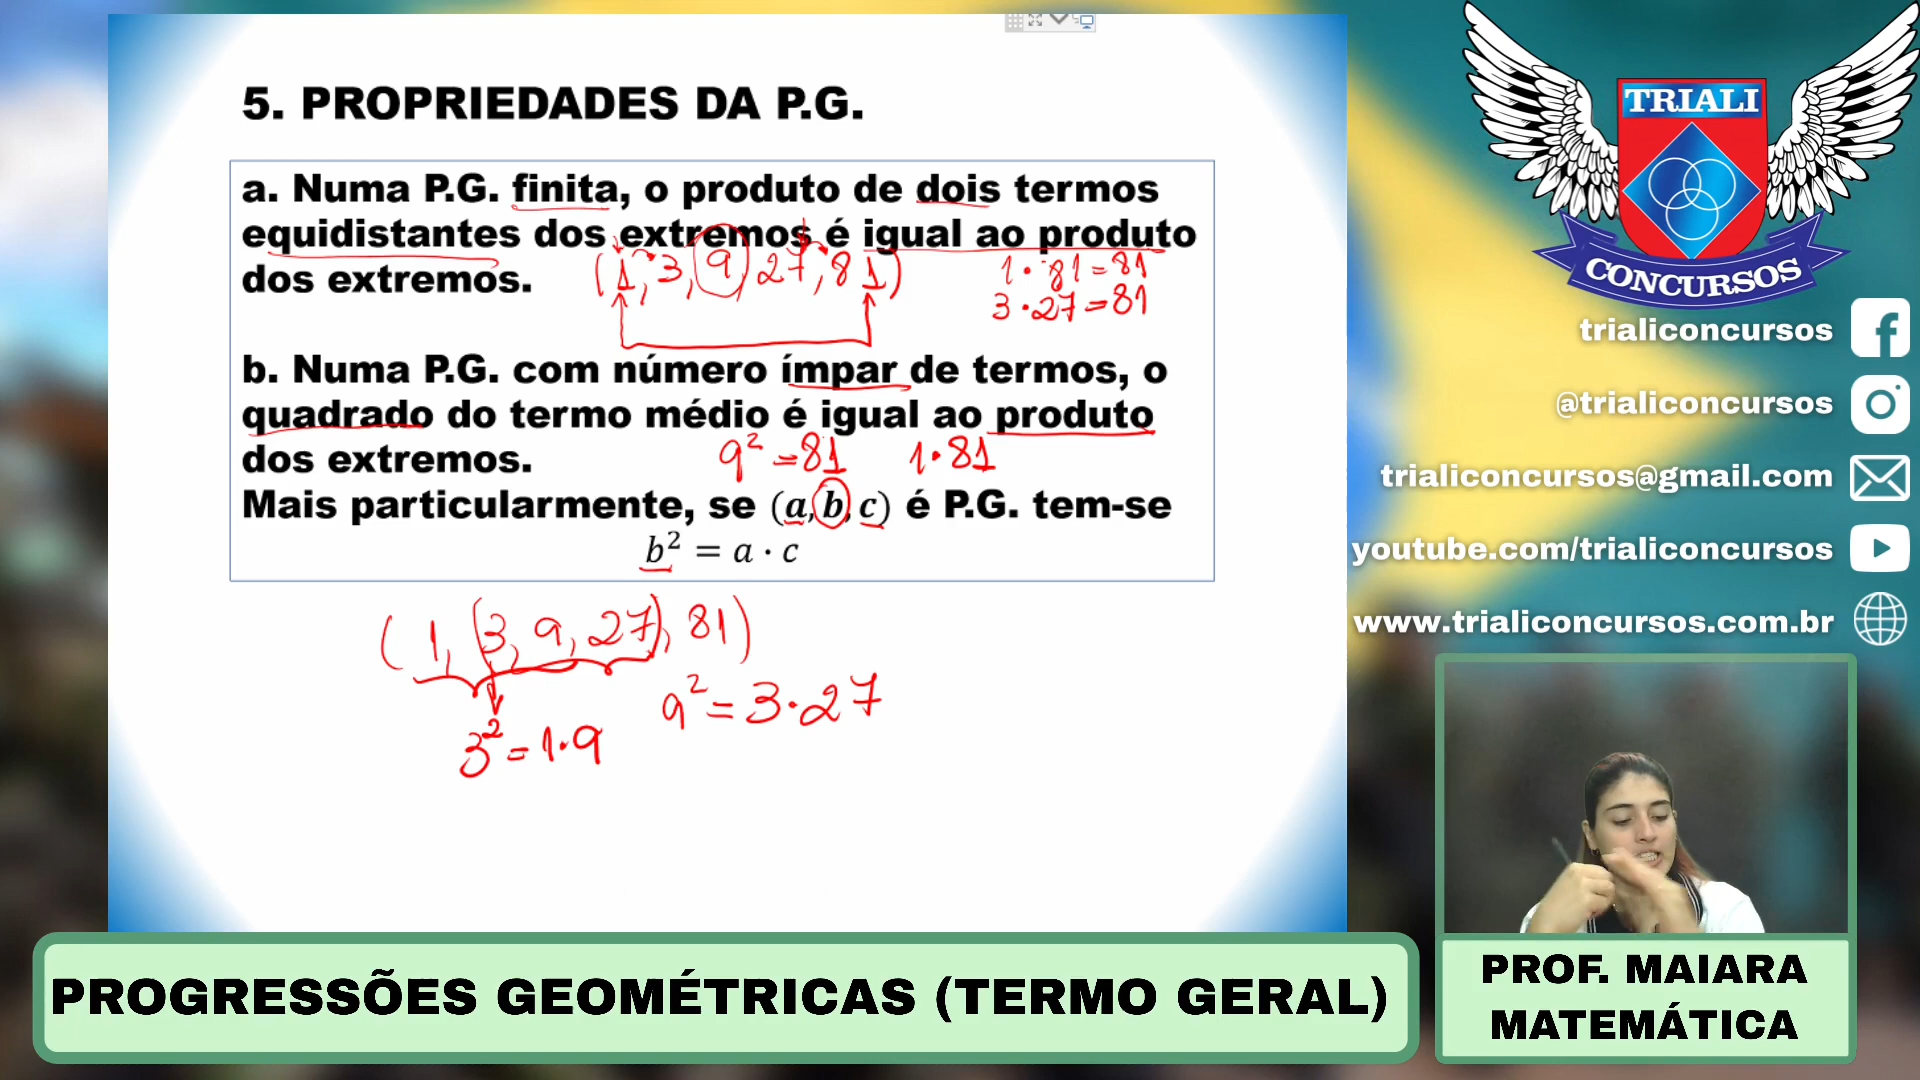 5. PROPRIEDADES DA P.G.
a. Numa P.G. finita, o produto de dois termos
equidistantes dos extremos é igual ao produto
dos extremos.
(1, 3, 9, 27, 81)
1 · 81 = 81
3 · 27 = 81
b. Numa P.G. com número ímpar de termos, o
quadrado do termo médio é igual ao produto
dos extremos.
9² = 81 1 · 81
Mais particularmente, se (a, b, c) é P.G. tem-se
b² = a · c
(1, (3, 9, 27), 81)
3² = 1 · 9
9² = 3 · 27
TRIALI
CONCURSOS
trialiconcursos
@trialiconcursos
trialiconcursos@gmail.com
youtube.com/trialiconcursos
www.trialiconcursos.com.br
PROGRESSÕES GEOMÉTRICAS (TERMO GERAL)
PROF. MAIARA
MATEMÁTICA